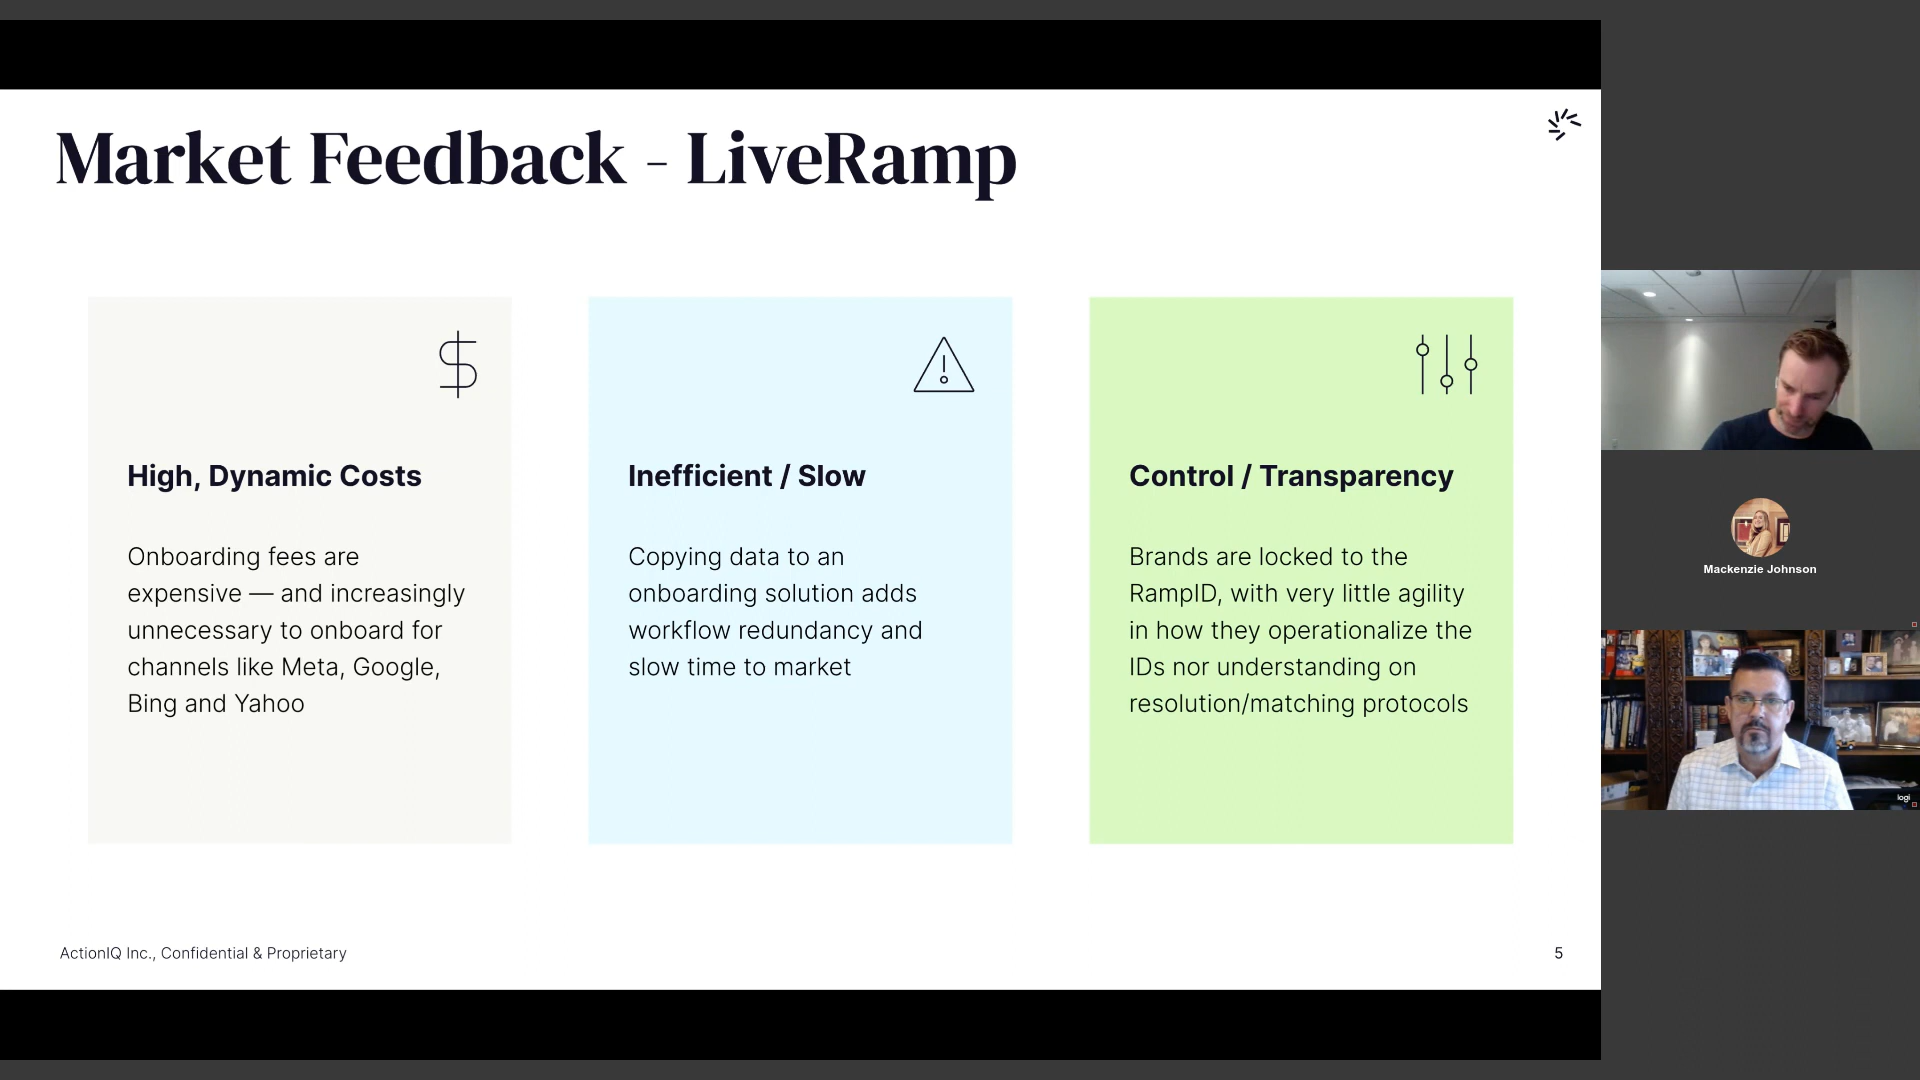 Market Feedback - LiveRamp
High, Dynamic Costs
Onboarding fees are
expensive — and increasingly
unnecessary to onboard for
channels like Meta, Google,
Bing and Yahoo
Inefficient / Slow
Copying data to an
onboarding solution adds
workflow redundancy and
slow time to market
Control / Transparency
Brands are locked to the
RampID, with very little agility
in how they operationalize the
IDs nor understanding on
resolution/matching protocols
ActionIQ Inc., Confidential & Proprietary
5
Mackenzie Johnson
logi